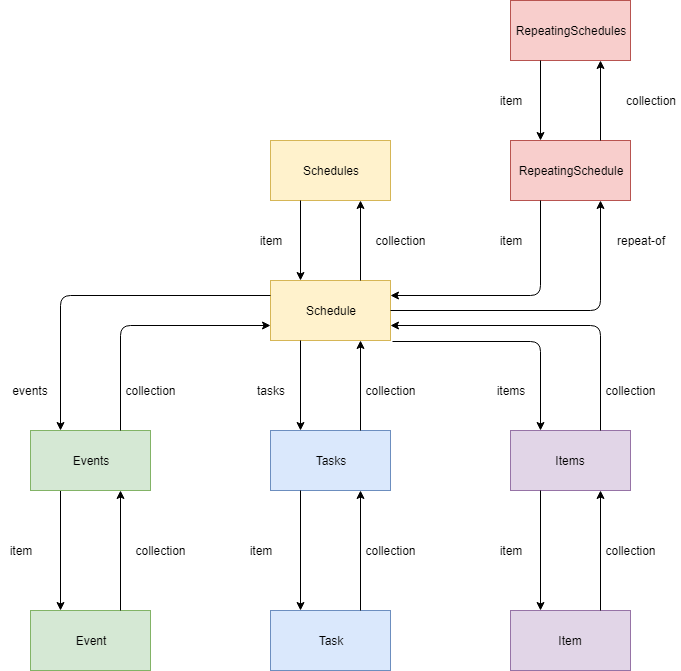 RepeatingSchedules
item
collection
Schedules
RepeatingSchedule
item
collection
item
repeat-of
Schedule
events
collection
tasks
collection
items
collection
Events
Tasks
Items
item
collection
item
collection
item
collection
Event
Task
Item